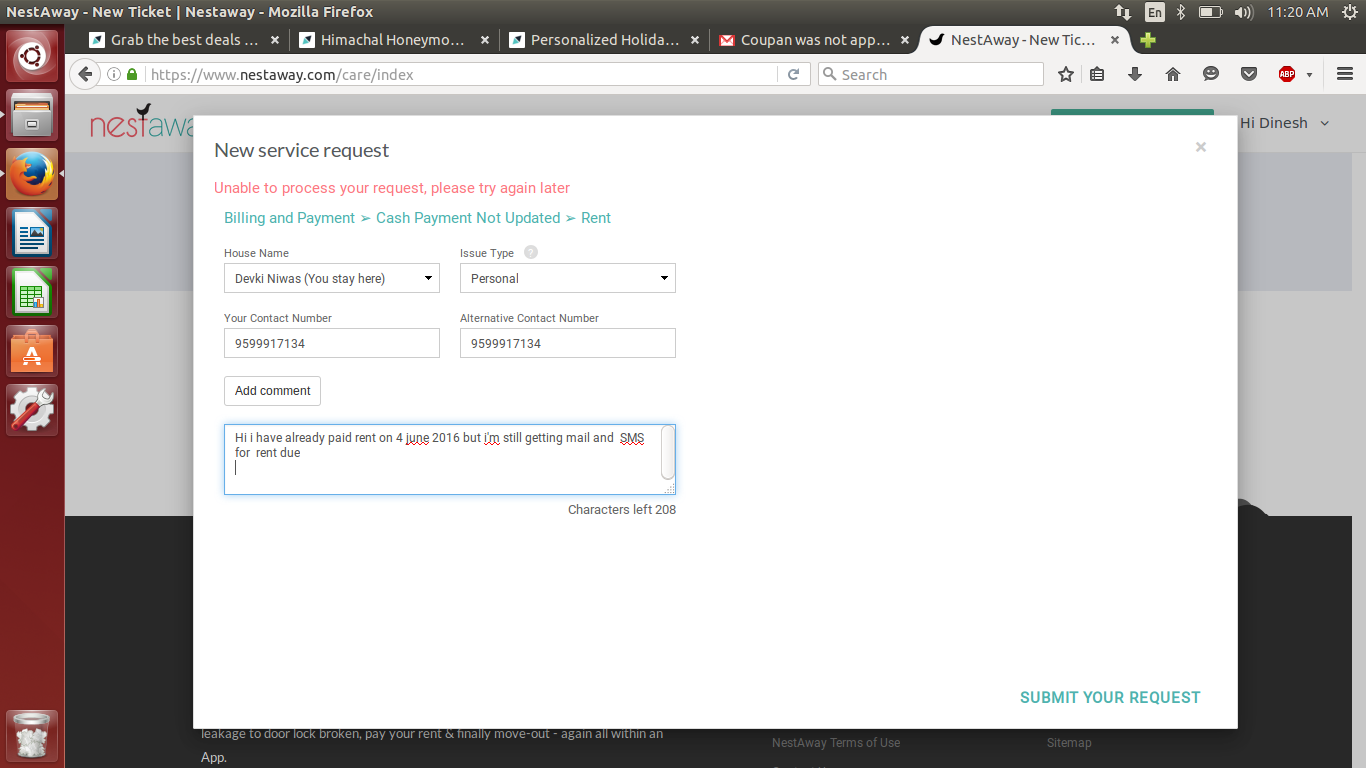 NestAway - New Ticket | Nestaway - Mozilla Firefox
En
11:20 AM
Grab the best deals ...
Himachal Honeymo...
Personalized Holida...
Coupan was not app...
NestAway - New Tic...
https://www.nestaway.com/care/index
Search
ABP
nestaway
Hi Dinesh
New service request
×
Unable to process your request, please try again later
Billing and Payment ➢ Cash Payment Not Updated ➢ Rent
House Name
Issue Type ?
Devki Niwas (You stay here)
Personal
Your Contact Number
Alternative Contact Number
9599917134
9599917134
Add comment
Hi i have already paid rent on 4 june 2016 but i'm still getting mail and  SMS
for  rent due
Characters left 208
SUBMIT YOUR REQUEST
leakage to door lock broken, pay your rent & finally move-out - again all within an
App.
NestAway Terms of Use
Sitemap